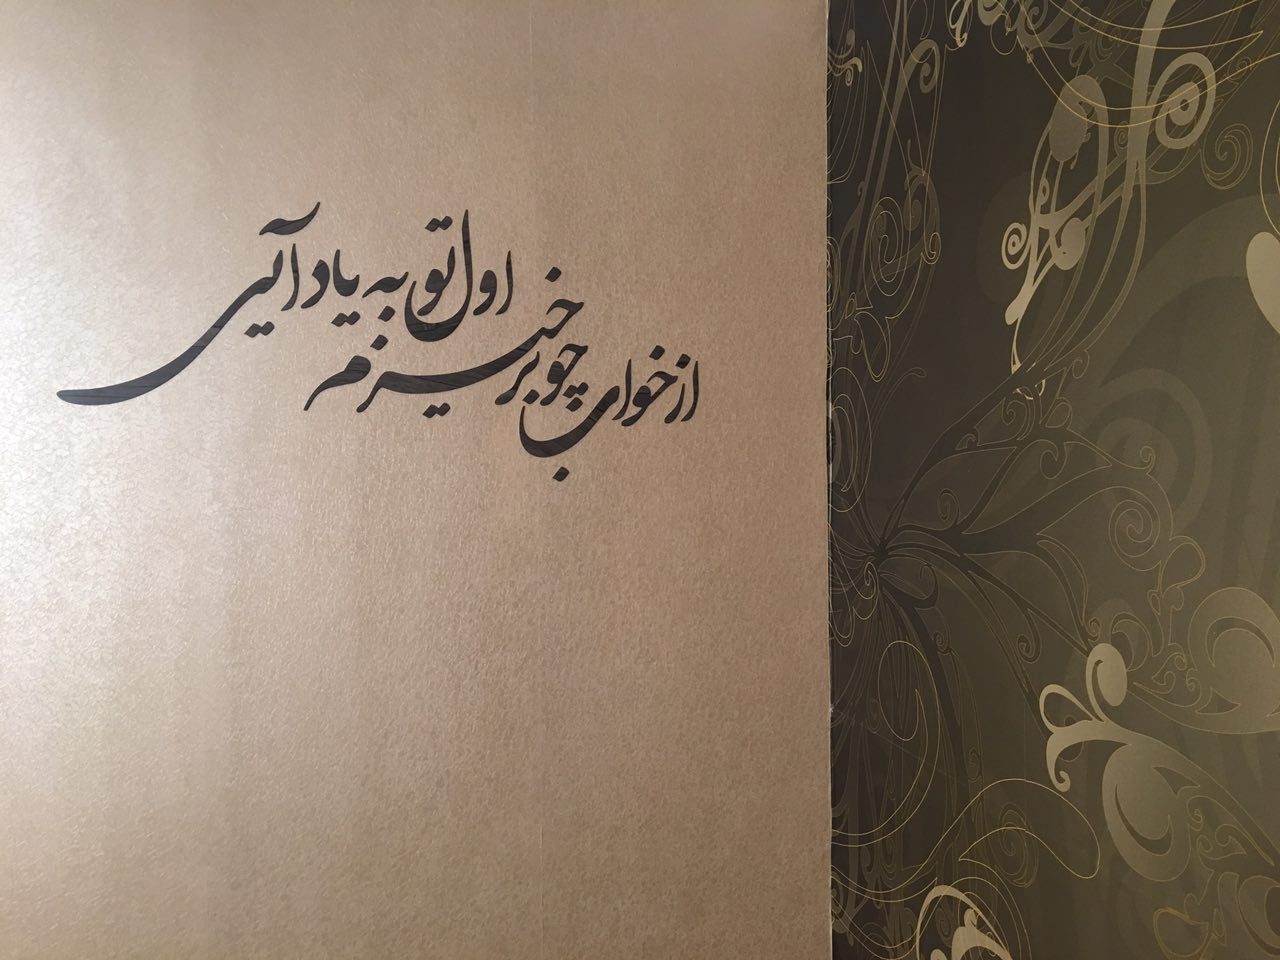 از خواب چو برخیزم
اول تو به یاد آیی